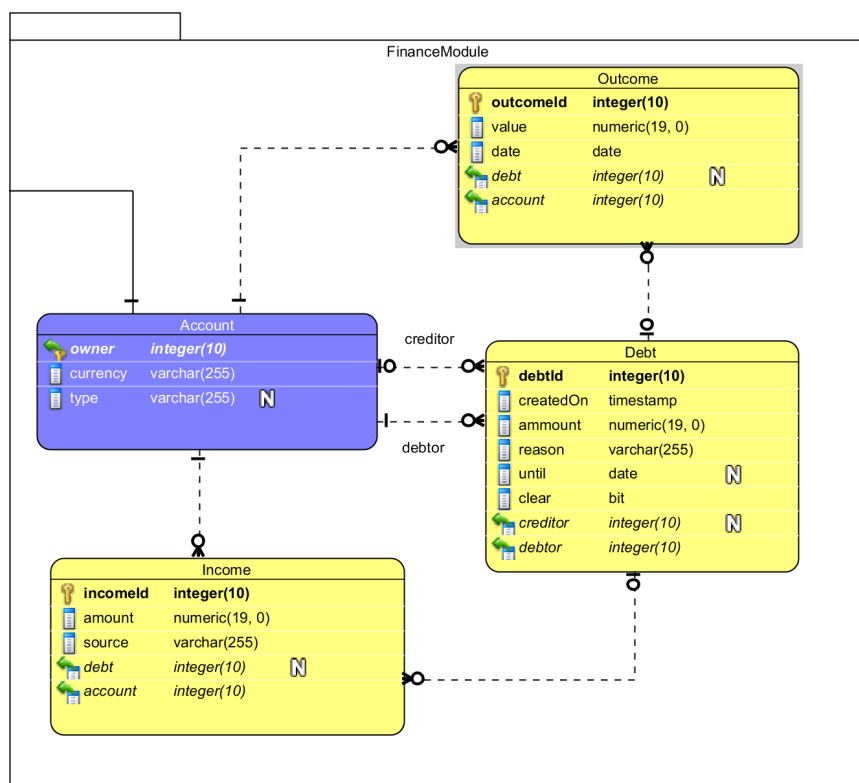 FinanceModule
Outcome
outcomeId integer(10)
value numeric(19, 0)
date date
debt integer(10) N
account integer(10)
Account
owner integer(10)
currency varchar(255)
type varchar(255) N
creditor
debtor
Debt
debtId integer(10)
createdOn timestamp
ammount numeric(19, 0)
reason varchar(255)
until date N
clear bit
creditor integer(10) N
debtor integer(10)
Income
incomeId integer(10)
amount numeric(19, 0)
source varchar(255)
debt integer(10) N
account integer(10)